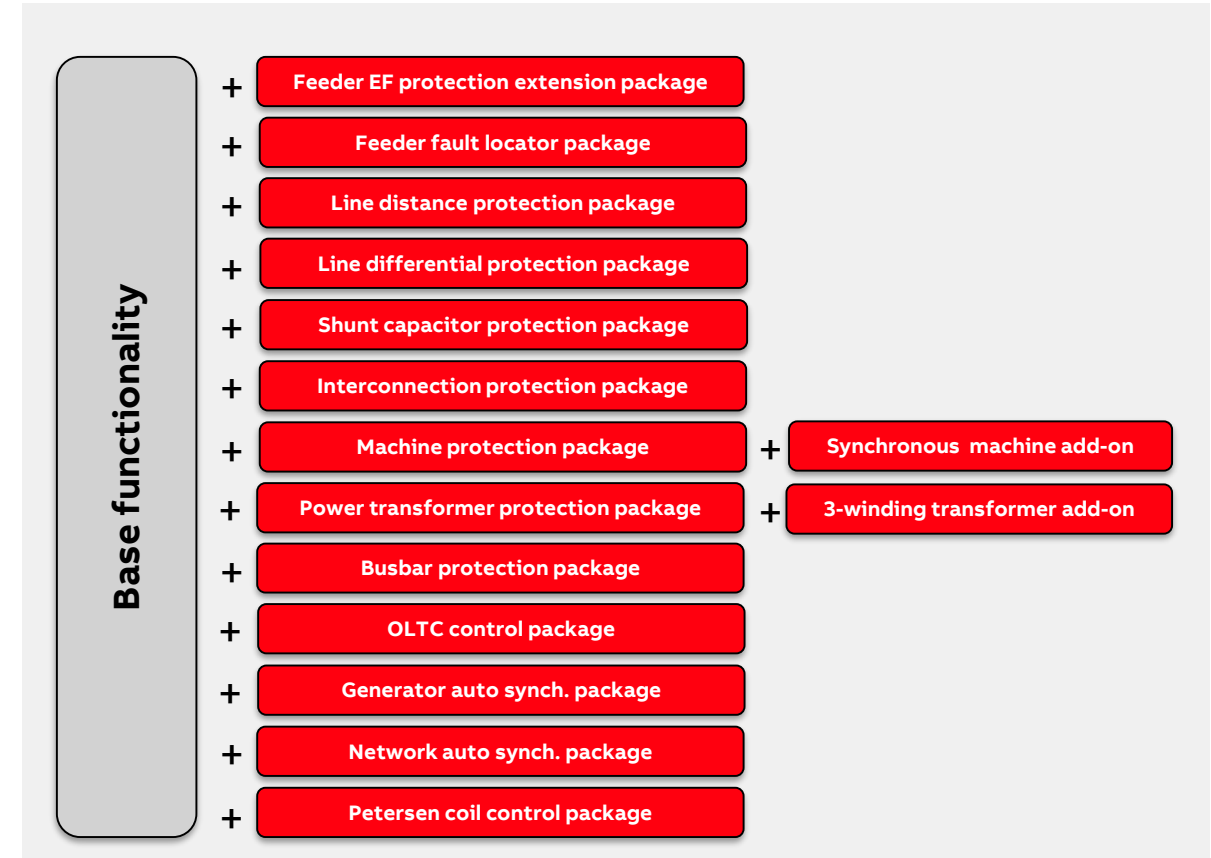 Base functionality
+ Feeder EF protection extension package
+ Feeder fault locator package
+ Line distance protection package
+ Line differential protection package
+ Shunt capacitor protection package
+ Interconnection protection package
+ Machine protection package + Synchronous machine add-on
+ Power transformer protection package + 3-winding transformer add-on
+ Busbar protection package
+ OLTC control package
+ Generator auto synch. package
+ Network auto synch. package
+ Petersen coil control package